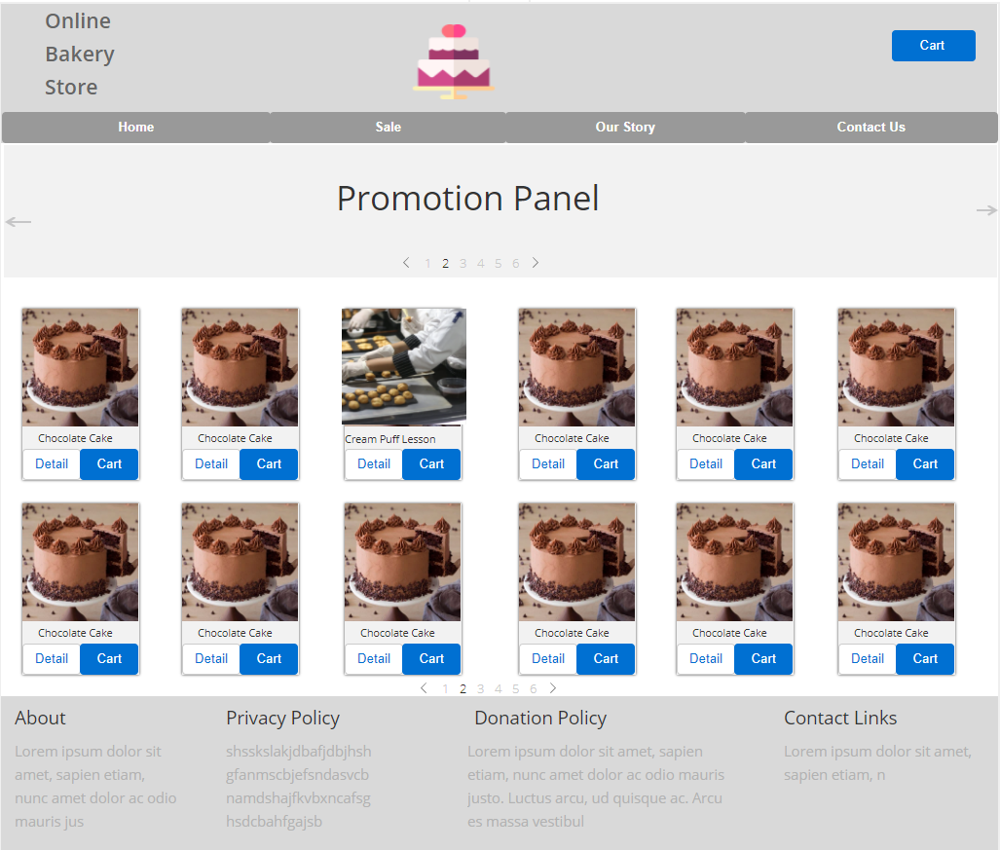 Online
Bakery
Store
Cart
Home Sale Our Story Contact Us
Promotion Panel
1 2 3 4 5 6
Chocolate Cake Chocolate Cake Cream Puff Lesson Chocolate Cake Chocolate Cake Chocolate Cake
Detail Cart Detail Cart Detail Cart Detail Cart Detail Cart Detail Cart
Chocolate Cake Chocolate Cake Chocolate Cake Chocolate Cake Chocolate Cake Chocolate Cake
Detail Cart Detail Cart Detail Cart Detail Cart Detail Cart Detail Cart
1 2 3 4 5 6
About
Lorem ipsum dolor sit
amet, sapien etiam,
nunc amet dolor ac odio
mauris jus
Privacy Policy
shsskslakjdbafjdbjhsh
gfanmscbjefsndasvcb
namdshajfkvbxncafsg
hsdcbahfgajsb
Donation Policy
Lorem ipsum dolor sit amet, sapien
etiam, nunc amet dolor ac odio mauris
justo. Luctus arcu, ud quisque ac. Arcu
es massa vestibul
Contact Links
Lorem ipsum dolor sit amet,
sapien etiam, n